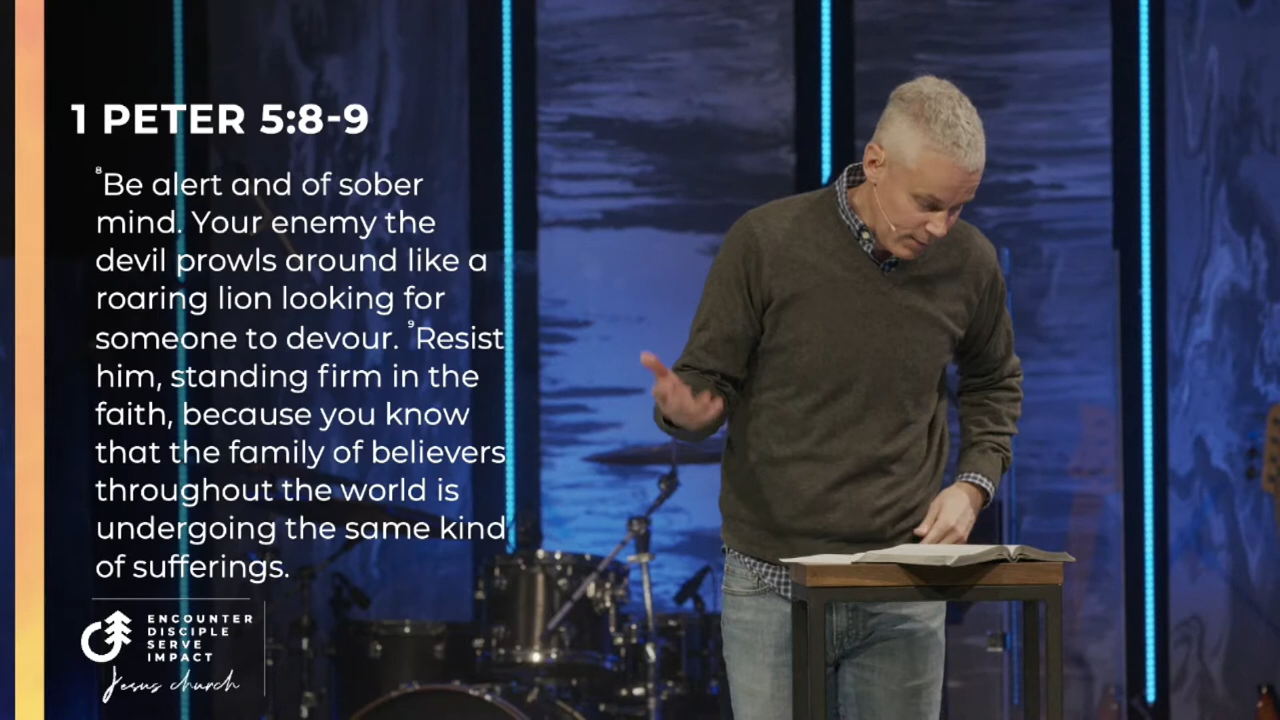 1 PETER 5:8-9
⁸Be alert and of sober
mind. Your enemy the
devil prowls around like a
roaring lion looking for
someone to devour. ⁹Resist
him, standing firm in the
faith, because you know
that the family of believers
throughout the world is
undergoing the same kind
of sufferings.
ENCOUNTER
DISCIPLE
SERVE
IMPACT
Jesus church